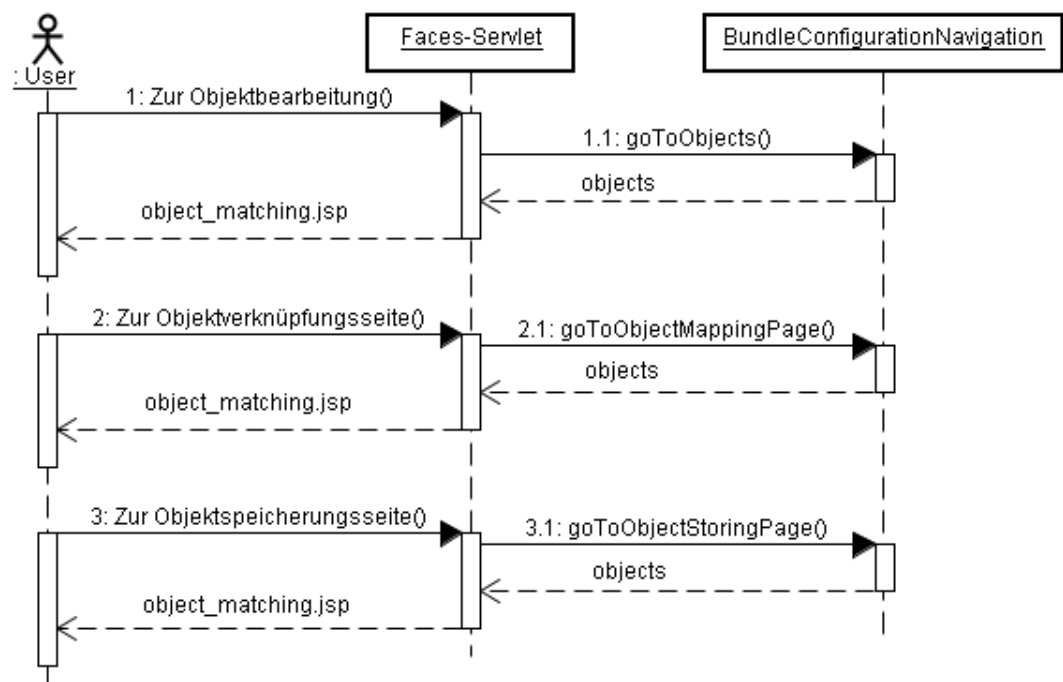 Faces-Servlet
BundleConfigurationNavigation
: User
1: Zur Objektbearbeitung()
1.1: goToObjects()
objects
object_matching.jsp
2: Zur Objektverknüpfungsseite()
2.1: goToObjectMappingPage()
objects
object_matching.jsp
3: Zur Objektspeicherungsseite()
3.1: goToObjectStoringPage()
objects
object_matching.jsp